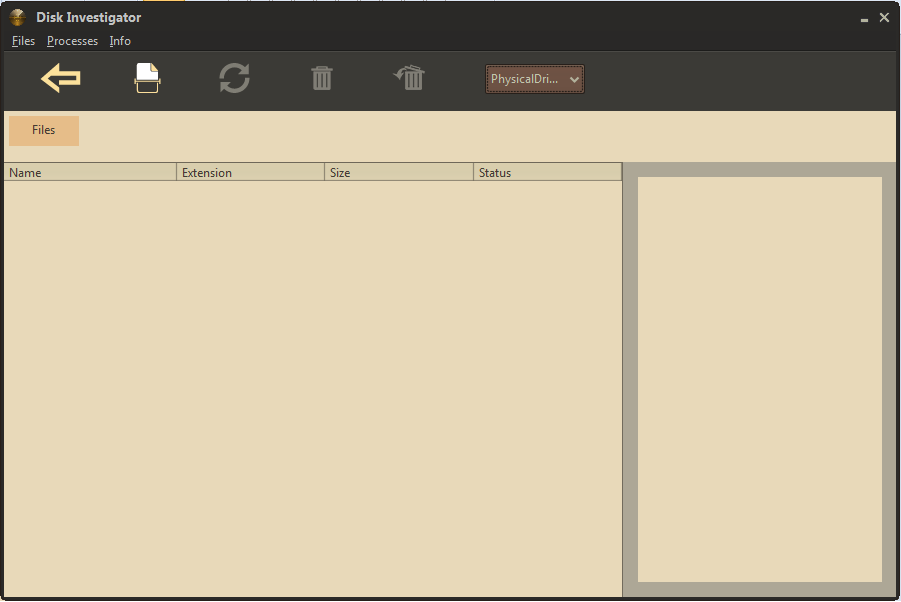 Disk Investigator
Files Processes Info
PhysicalDri...
Files
Name Extension Size Status